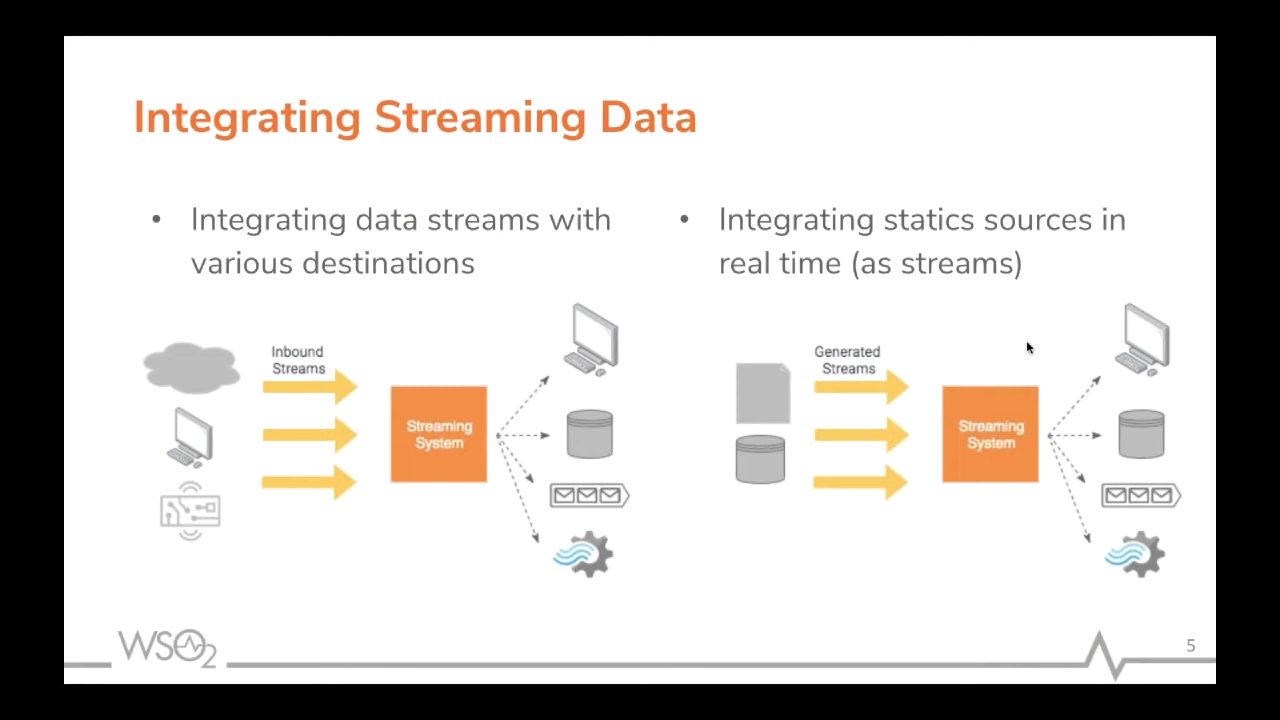 Integrating Streaming Data
• Integrating data streams with
various destinations
• Integrating statics sources in
real time (as streams)
Inbound
Streams
Streaming
System
Generated
Streams
Streaming
System
WSO2
5